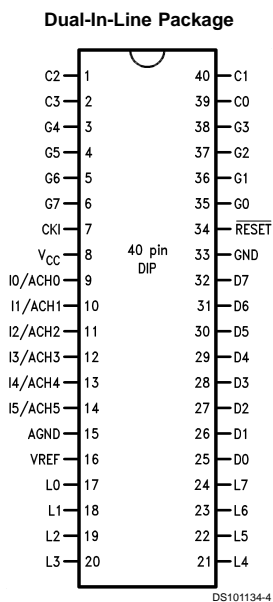 Dual-In-Line Package
C2 1 40 C1
C3 2 39 C0
G4 3 38 G3
G5 4 37 G2
G6 5 36 G1
G7 6 35 G0
CKI 7 34 RESET
VCC 8 40 pin 33 GND
DIP
I0/ACH0 9 32 D7
I1/ACH1 10 31 D6
I2/ACH2 11 30 D5
I3/ACH3 12 29 D4
I4/ACH4 13 28 D3
I5/ACH5 14 27 D2
AGND 15 26 D1
VREF 16 25 D0
L0 17 24 L7
L1 18 23 L6
L2 19 22 L5
L3 20 21 L4
DS101134-4